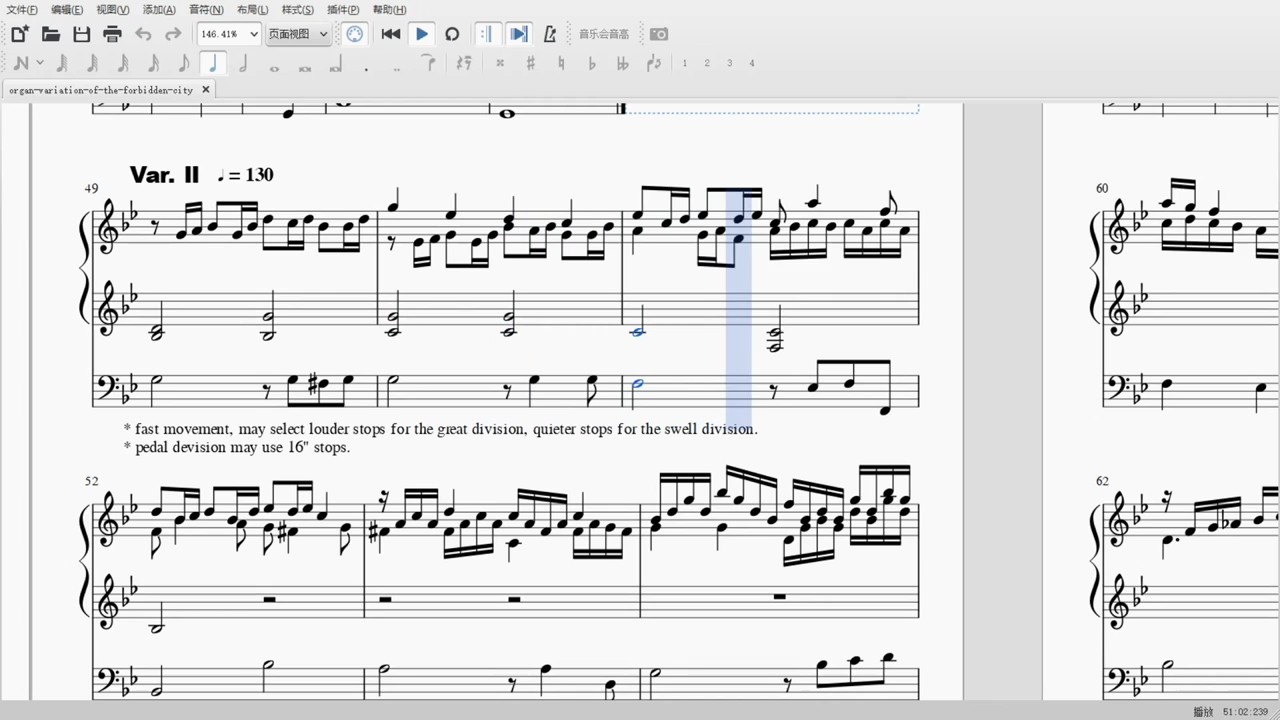 文件(F) 编辑(E) 视图(V) 添加(A) 音符(N) 布局(L) 样式(S) 插件(P) 帮助(H)
146.41% 页面视图 音乐会音高
1 2 3 4
organ-variation-of-the-forbidden-city
Var. II ♩ = 130
49
60
* fast movement, may select louder stops for the great division, quieter stops for the swell division.
* pedal devision may use 16" stops.
52
62
播放 51:02:239